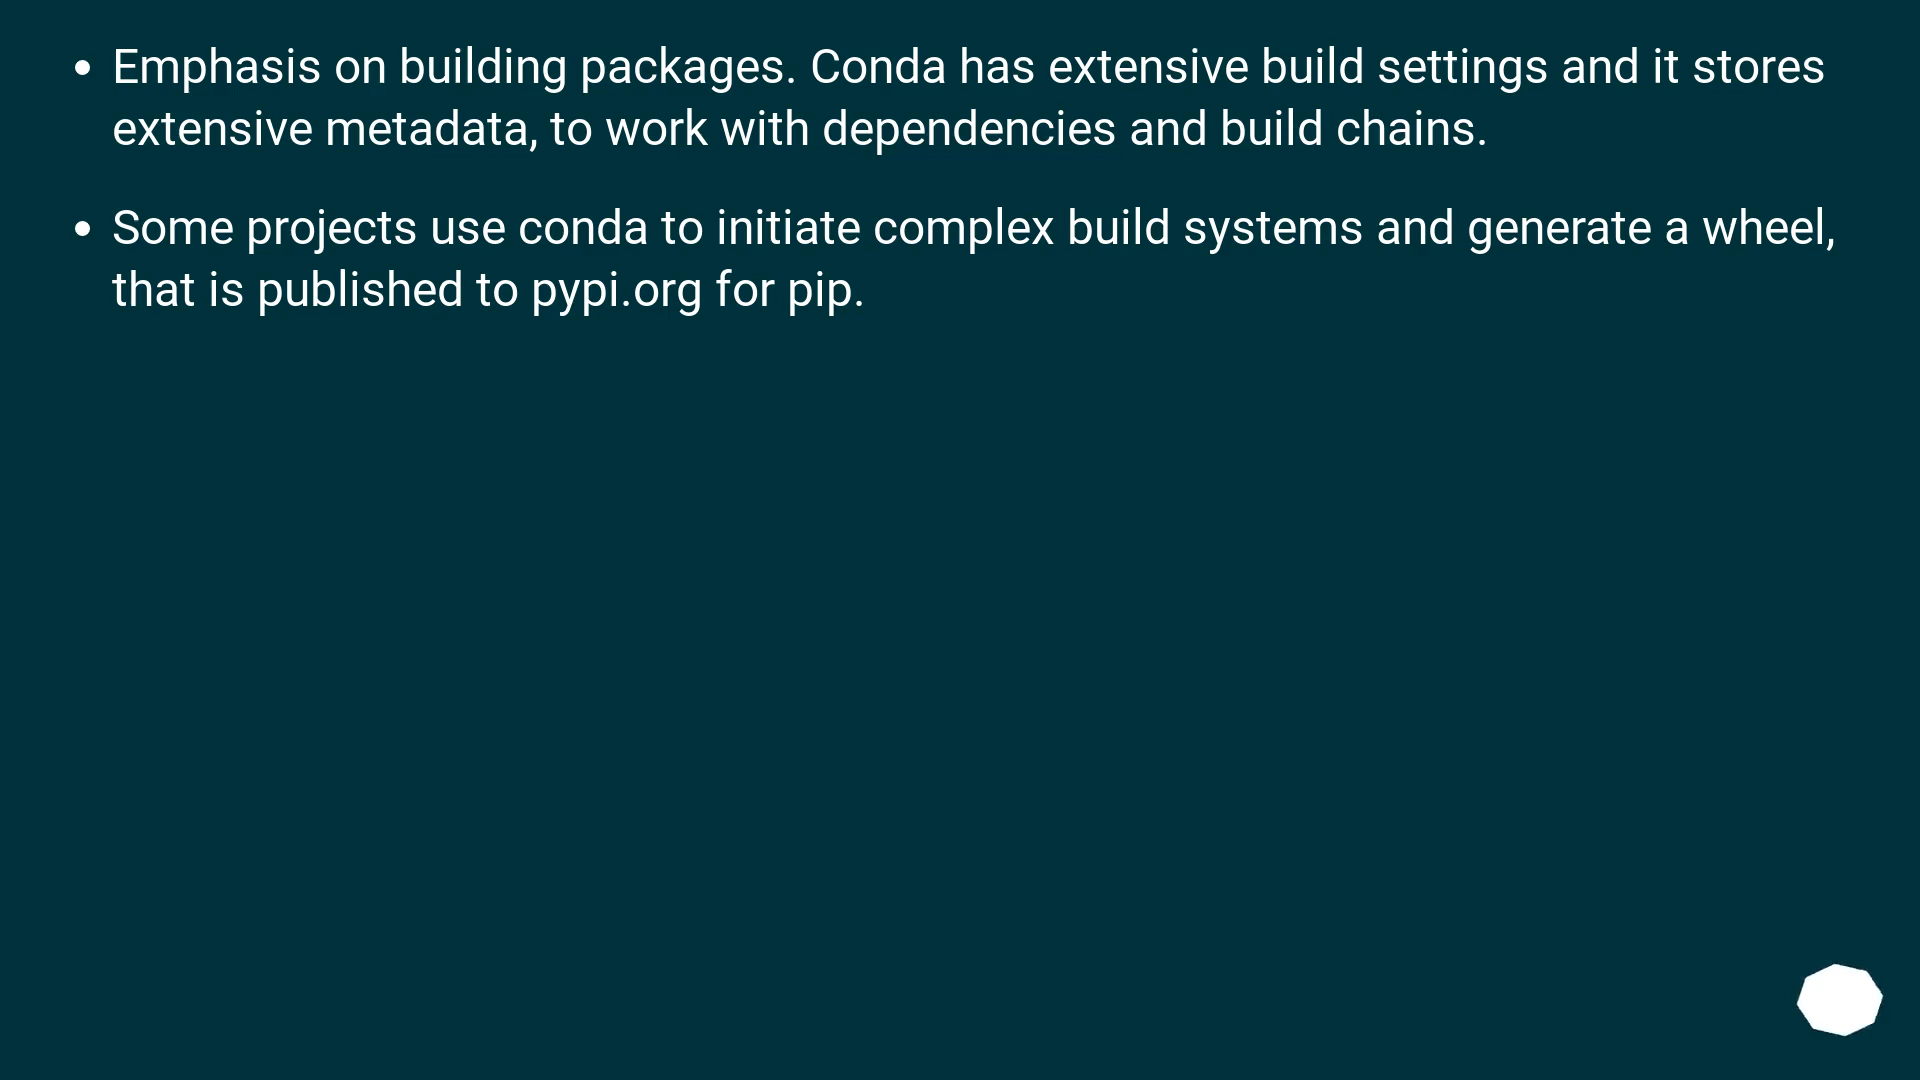 • Emphasis on building packages. Conda has extensive build settings and it stores
extensive metadata, to work with dependencies and build chains.
• Some projects use conda to initiate complex build systems and generate a wheel,
that is published to pypi.org for pip.